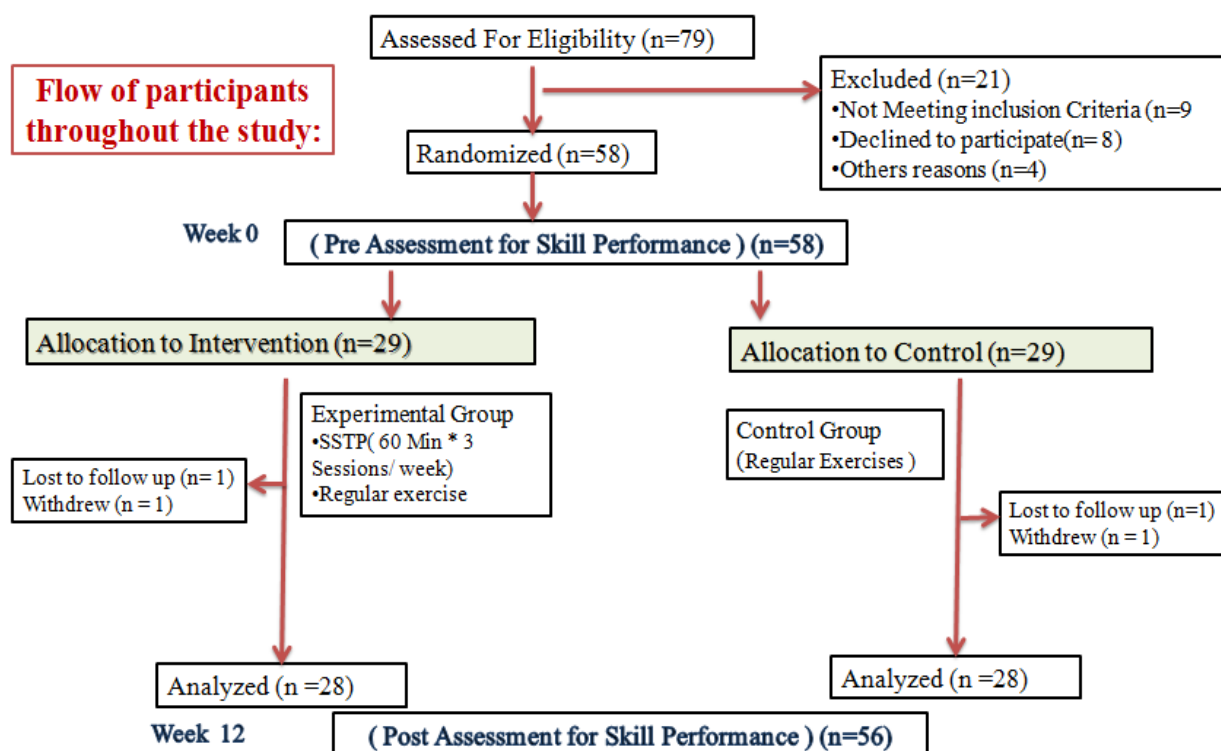 Assessed For Eligibility (n=79)
Flow of participants
throughout the study:
Excluded (n=21)
•Not Meeting inclusion Criteria (n=9
•Declined to participate(n= 8)
•Others reasons (n=4)
Randomized (n=58)
Week 0
( Pre Assessment for Skill Performance ) (n=58)
Allocation to Intervention (n=29)
Allocation to Control (n=29)
Experimental Group
•SSTP( 60 Min * 3
Sessions/ week)
•Regular exercise
Control Group
(Regular Exercises )
Lost to follow up (n= 1)
Withdrew (n = 1)
Lost to follow up (n=1)
Withdrew (n = 1)
Analyzed (n =28)
Analyzed (n =28)
Week 12
( Post Assessment for Skill Performance ) (n=56)